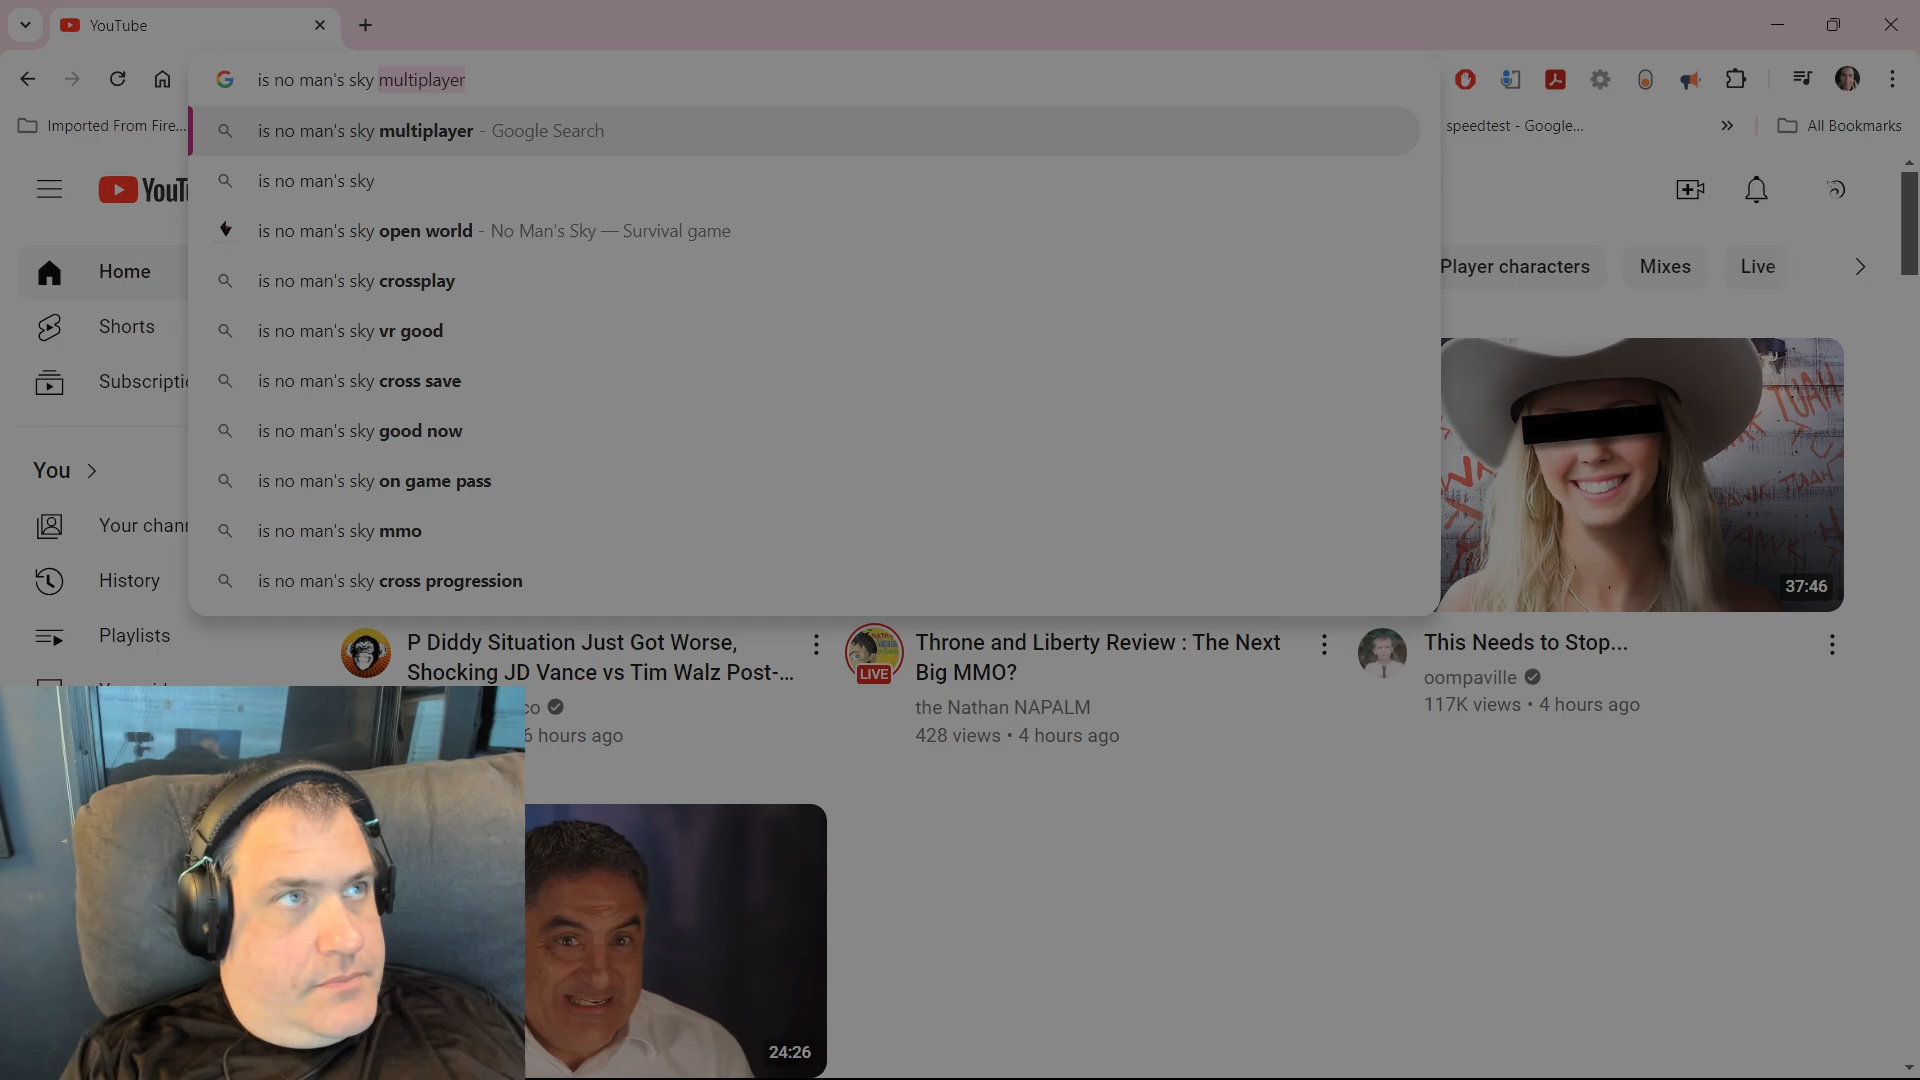 YouTube
is no man's sky multiplayer
Imported From Fire...
speedtest - Google...
All Bookmarks
is no man's sky multiplayer - Google Search
is no man's sky
is no man's sky open world - No Man's Sky — Survival game
is no man's sky crossplay
is no man's sky vr good
is no man's sky cross save
is no man's sky good now
is no man's sky on game pass
is no man's sky mmo
is no man's sky cross progression
YouT
Home
Shorts
Subscriptic
You
Your chann
History
Playlists
Player characters
Mixes
Live
TUAH
37:46
P Diddy Situation Just Got Worse,
Shocking JD Vance vs Tim Walz Post-...
co
6 hours ago
LIVE
Throne and Liberty Review : The Next
Big MMO?
the Nathan NAPALM
428 views • 4 hours ago
This Needs to Stop...
oompaville
117K views • 4 hours ago
24:26